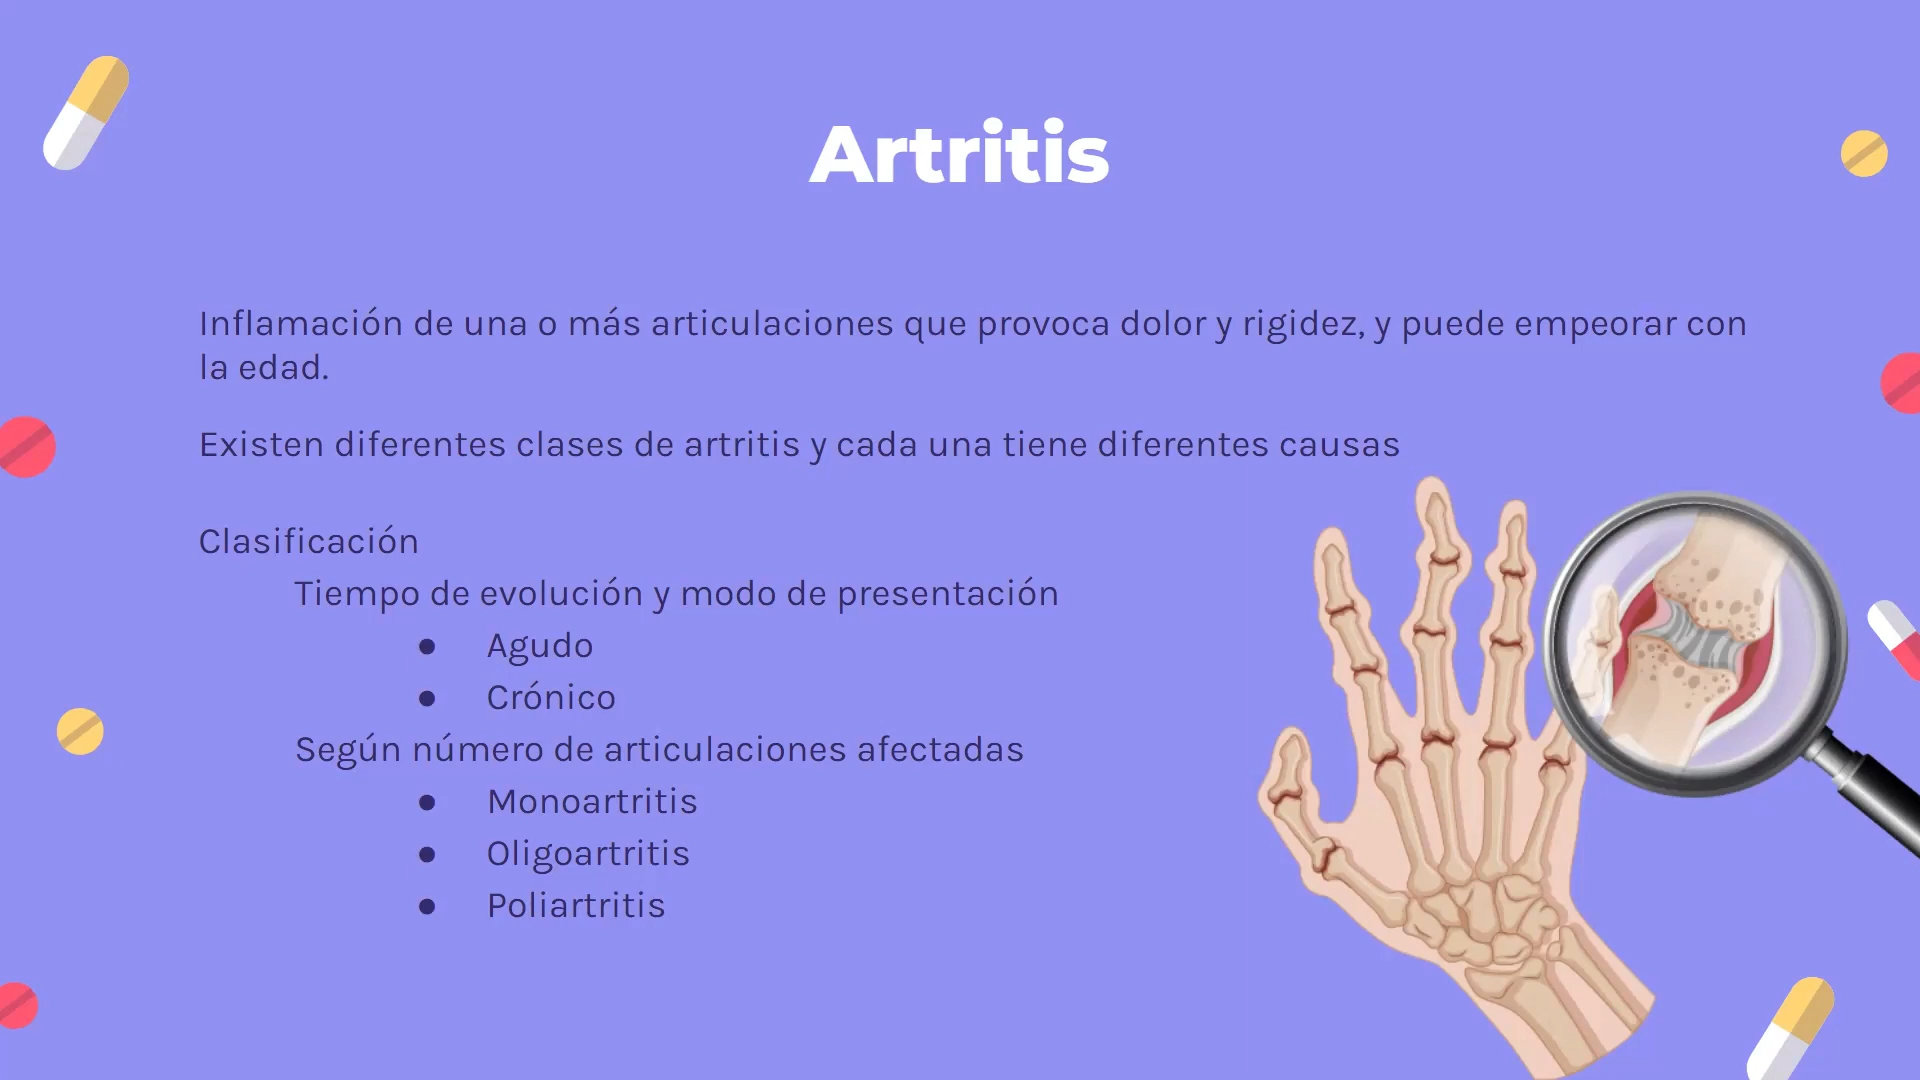 Artritis
Inflamación de una o más articulaciones que provoca dolor y rigidez, y puede empeorar con
la edad.
Existen diferentes clases de artritis y cada una tiene diferentes causas
Clasificación
Tiempo de evolución y modo de presentación
● Agudo
● Crónico
Según número de articulaciones afectadas
● Monoartritis
● Oligoartritis
● Poliartritis